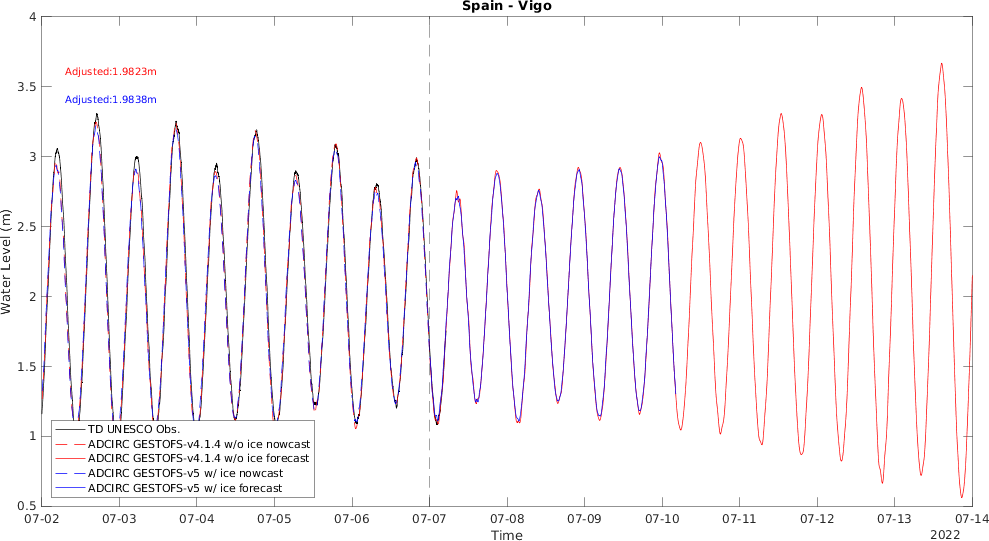 Spain - Vigo
Adjusted:1.9823m
Adjusted:1.9838m
Water Level (m)
4
3.5
3
2.5
2
1.5
1
0.5
TD UNESCO Obs.
ADCIRC GESTOFS-v4.1.4 w/o ice nowcast
ADCIRC GESTOFS-v4.1.4 w/o ice forecast
ADCIRC GESTOFS-v5 w/ ice nowcast
ADCIRC GESTOFS-v5 w/ ice forecast
07-02 07-03 07-04 07-05 07-06 07-07 07-08 07-09 07-10 07-11 07-12 07-13 07-14
Time
2022